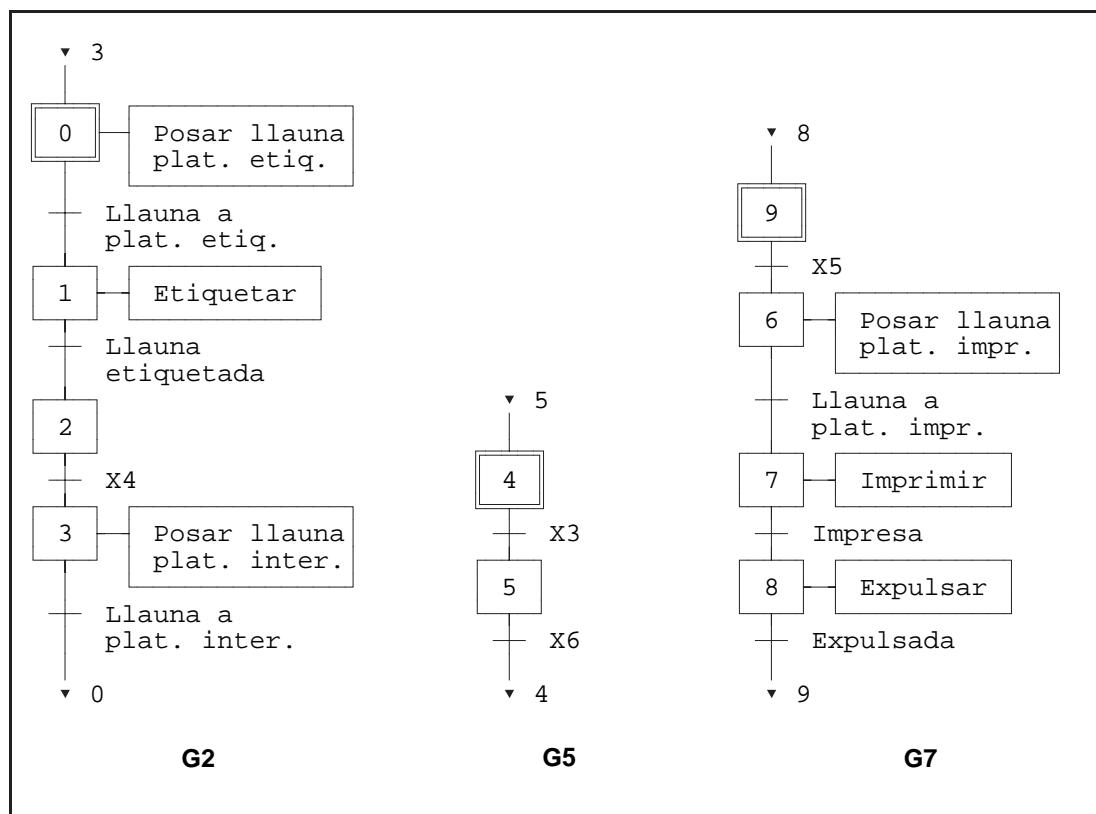 3
0
Posar llauna
plat. etiq.
Llauna a
plat. etiq.
1
Etiquetar
Llauna
etiquetada
2
X4
3
Posar llauna
plat. inter.
Llauna a
plat. inter.
0
G2
5
4
X3
5
X6
4
G5
8
9
X5
6
Posar llauna
plat. impr.
Llauna a
plat. impr.
7
Imprimir
Impresa
8
Expulsar
Expulsada
9
G7